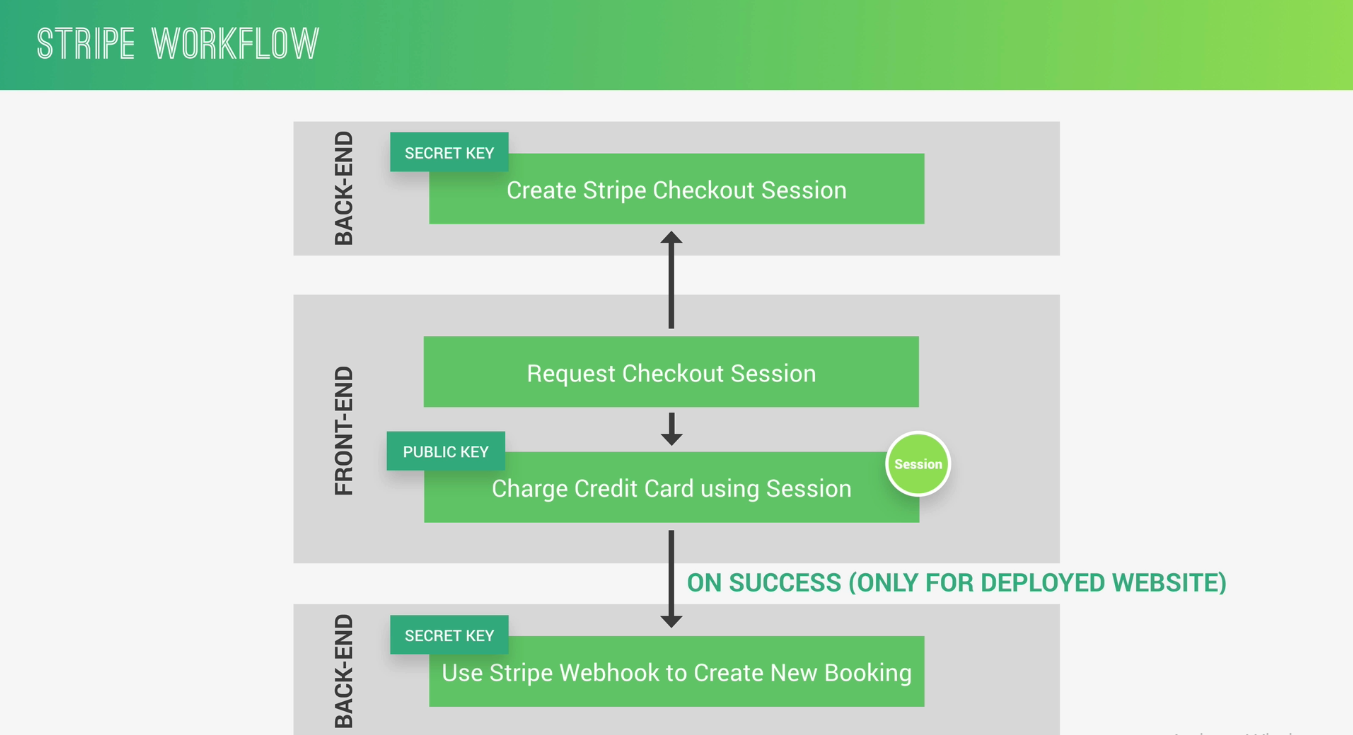 STRIPE WORKFLOW
BACK-END
SECRET KEY
Create Stripe Checkout Session
FRONT-END
Request Checkout Session
PUBLIC KEY
Session
Charge Credit Card using Session
ON SUCCESS (ONLY FOR DEPLOYED WEBSITE)
BACK-END
SECRET KEY
Use Stripe Webhook to Create New Booking